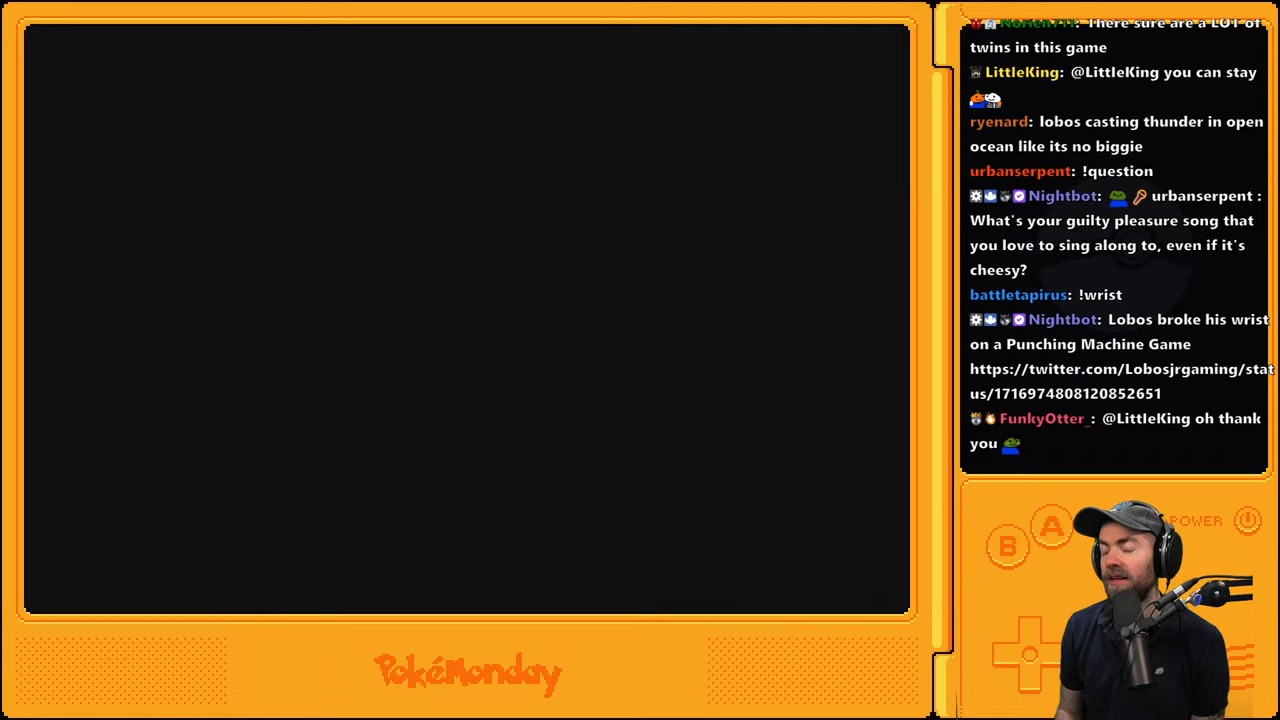 Norien711: There sure are a LOT of
twins in this game
LittleKing: @LittleKing you can stay
ryenard: lobos casting thunder in open
ocean like its no biggie
urbanserpent: !question
Nightbot: urbanserpent :
What's your guilty pleasure song that
you love to sing along to, even if it's
cheesy?
battletapirus: !wrist
Nightbot: Lobos broke his wrist
on a Punching Machine Game
https://twitter.com/Lobosjrgaming/stat
us/1716974808120852651
FunkyOtter_: @LittleKing oh thank
you
POWER
A
B
PokéMonday